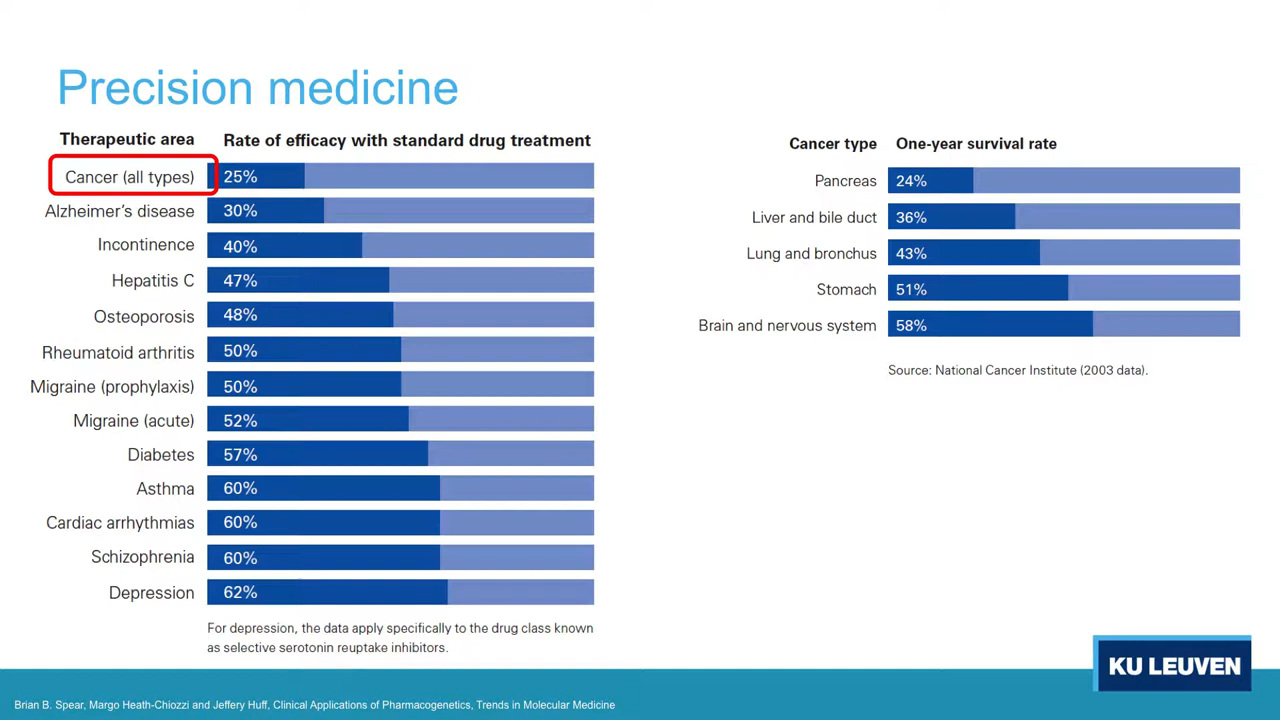 Precision medicine
Therapeutic area
Rate of efficacy with standard drug treatment
Cancer (all types)
25%
Alzheimer’s disease
30%
Incontinence
40%
Hepatitis C
47%
Osteoporosis
48%
Rheumatoid arthritis
50%
Migraine (prophylaxis)
50%
Migraine (acute)
52%
Diabetes
57%
Asthma
60%
Cardiac arrhythmias
60%
Schizophrenia
60%
Depression
62%
For depression, the data apply specifically to the drug class known
as selective serotonin reuptake inhibitors.
Cancer type
One-year survival rate
Pancreas
24%
Liver and bile duct
36%
Lung and bronchus
43%
Stomach
51%
Brain and nervous system
58%
Source: National Cancer Institute (2003 data).
KU LEUVEN
Brian B. Spear, Margo Heath-Chiozzi and Jeffery Huff, Clinical Applications of Pharmacogenetics, Trends in Molecular Medicine